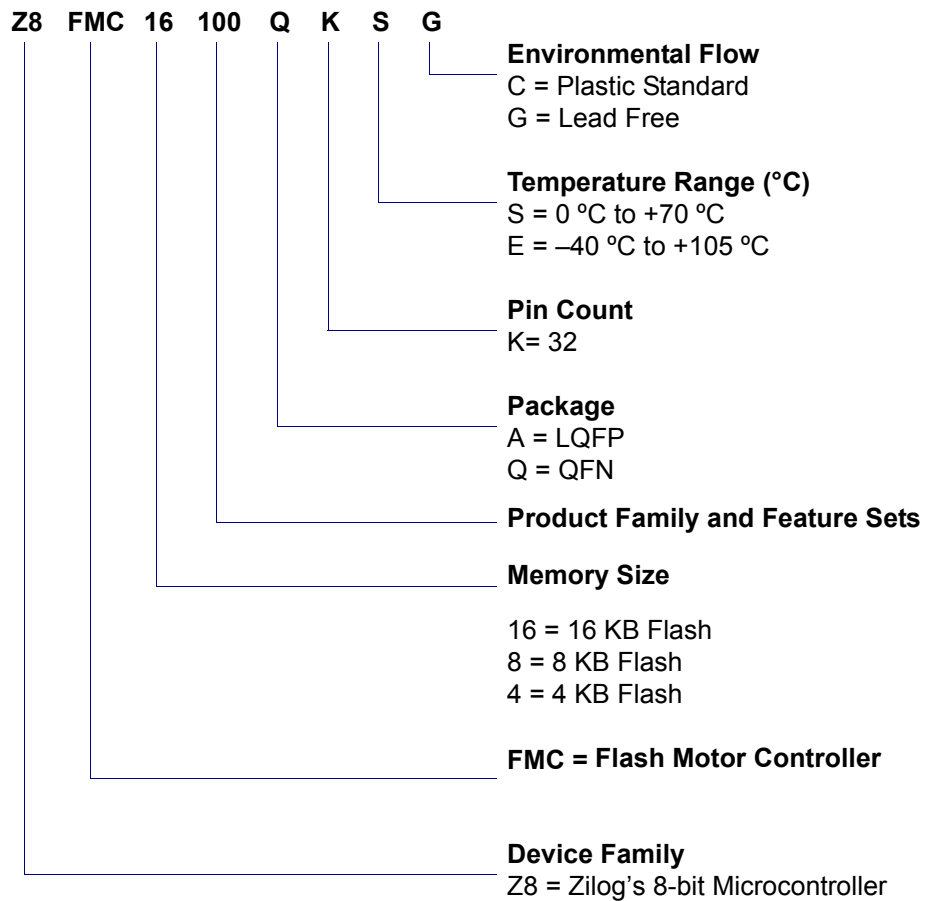 Z8 FMC 16 100 Q K S G
Environmental Flow
C = Plastic Standard
G = Lead Free
Temperature Range (°C)
S = 0 ºC to +70 ºC
E = –40 ºC to +105 ºC
Pin Count
K= 32
Package
A = LQFP
Q = QFN
Product Family and Feature Sets
Memory Size
16 = 16 KB Flash
8 = 8 KB Flash
4 = 4 KB Flash
FMC = Flash Motor Controller
Device Family
Z8 = Zilog’s 8-bit Microcontroller